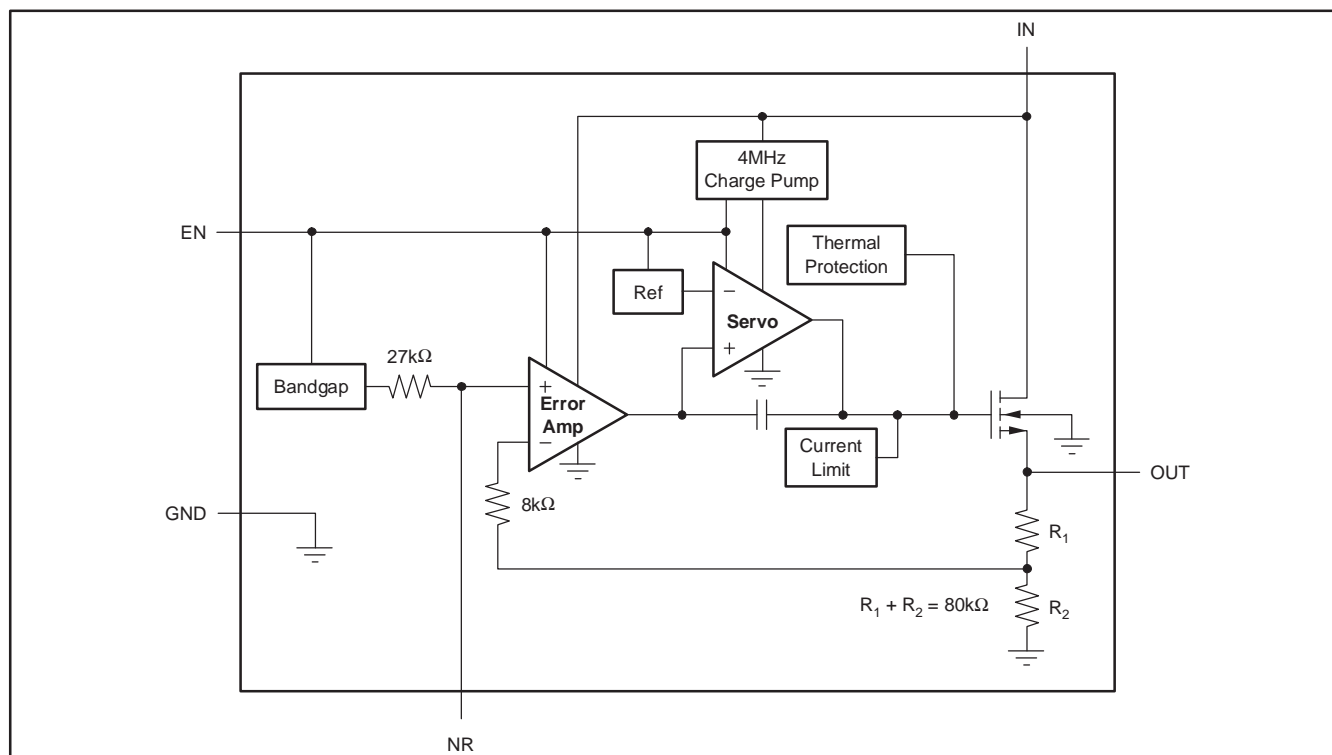 IN
4MHz
Charge Pump
EN
Thermal
Protection
Ref
−
Servo
+
27kΩ
Bandgap
+
Error
Amp
−
Current
Limit
OUT
8kΩ
GND
R₁
R₁ + R₂ = 80kΩ
R₂
NR